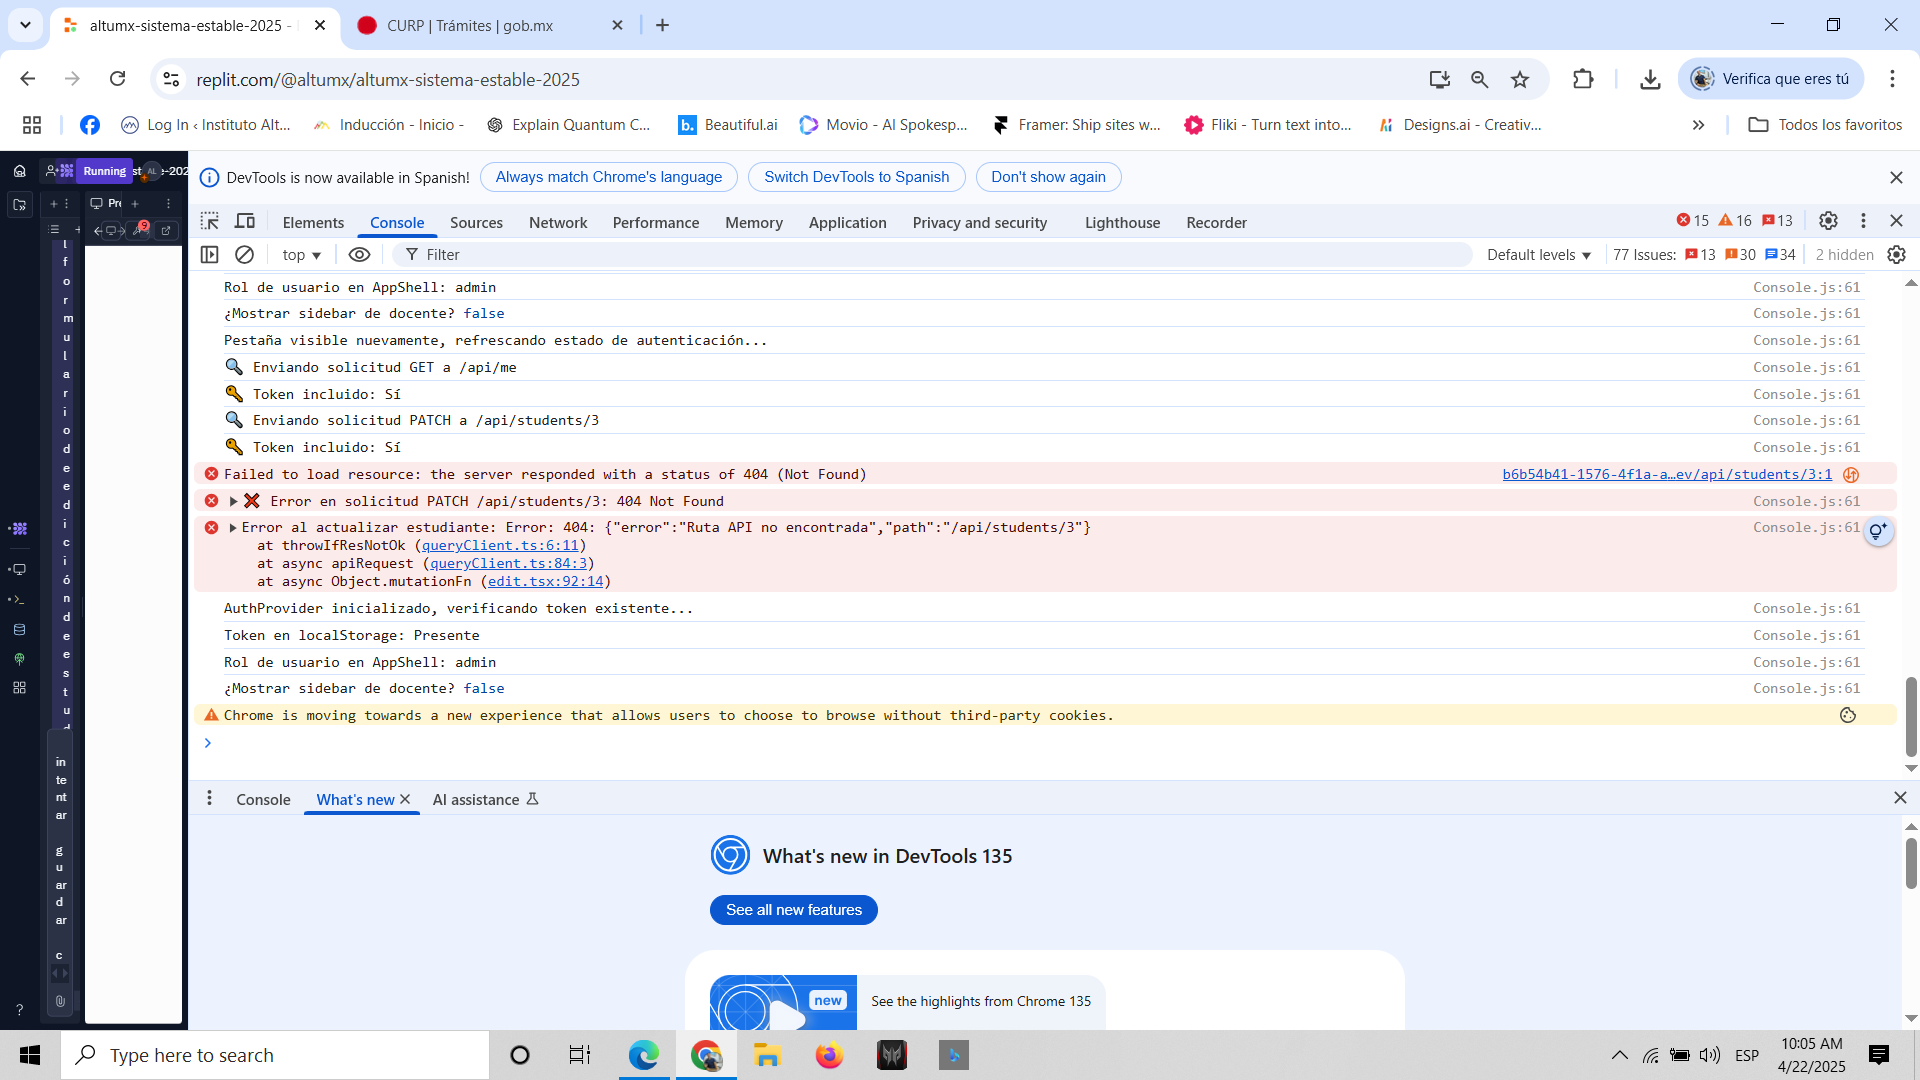 altumx-sistema-estable-2025 -
CURP | Trámites | gob.mx
replit.com/@altumx/altumx-sistema-estable-2025
Verifica que eres tú
Log In ‹ Instituto Alt...
Inducción - Inicio -
Explain Quantum C...
Beautiful.ai
Movio - AI Spokesp...
Framer: Ship sites w...
Fliki - Turn text into...
Designs.ai - Creativ...
»
Todos los favoritos
Running
AL
e-202
Pre
9
DevTools is now available in Spanish!
Always match Chrome's language
Switch DevTools to Spanish
Don't show again
Elements
Console
Sources
Network
Performance
Memory
Application
Privacy and security
Lighthouse
Recorder
15
16
13
top
Filter
Default levels
77 Issues:
13
30
34
2 hidden
Rol de usuario en AppShell: admin
Console.js:61
¿Mostrar sidebar de docente? false
Console.js:61
Pestaña visible nuevamente, refrescando estado de autenticación...
Console.js:61
🔍 Enviando solicitud GET a /api/me
Console.js:61
🔑 Token incluido: Sí
Console.js:61
🔍 Enviando solicitud PATCH a /api/students/3
Console.js:61
🔑 Token incluido: Sí
Console.js:61
Failed to load resource: the server responded with a status of 404 (Not Found)
b6b54b41-1576-4f1a-a…ev/api/students/3:1
❌ Error en solicitud PATCH /api/students/3: 404 Not Found
Console.js:61
Error al actualizar estudiante: Error: 404: {"error":"Ruta API no encontrada","path":"/api/students/3"}
Console.js:61
at throwIfResNotOk (queryClient.ts:6:11)
at async apiRequest (queryClient.ts:84:3)
at async Object.mutationFn (edit.tsx:92:14)
AuthProvider inicializado, verificando token existente...
Console.js:61
Token en localStorage: Presente
Console.js:61
Rol de usuario en AppShell: admin
Console.js:61
¿Mostrar sidebar de docente? false
Console.js:61
Chrome is moving towards a new experience that allows users to choose to browse without third-party cookies.
l
f
o
r
m
u
l
a
r
i
o
d
e
e
d
i
c
i
ó
n
d
e
e
s
t
u
d
in
te
nt
ar
g
u
ar
d
ar
c
Console
What's new
AI assistance
What's new in DevTools 135
See all new features
new
See the highlights from Chrome 135
?
Type here to search
ESP
10:05 AM
4/22/2025